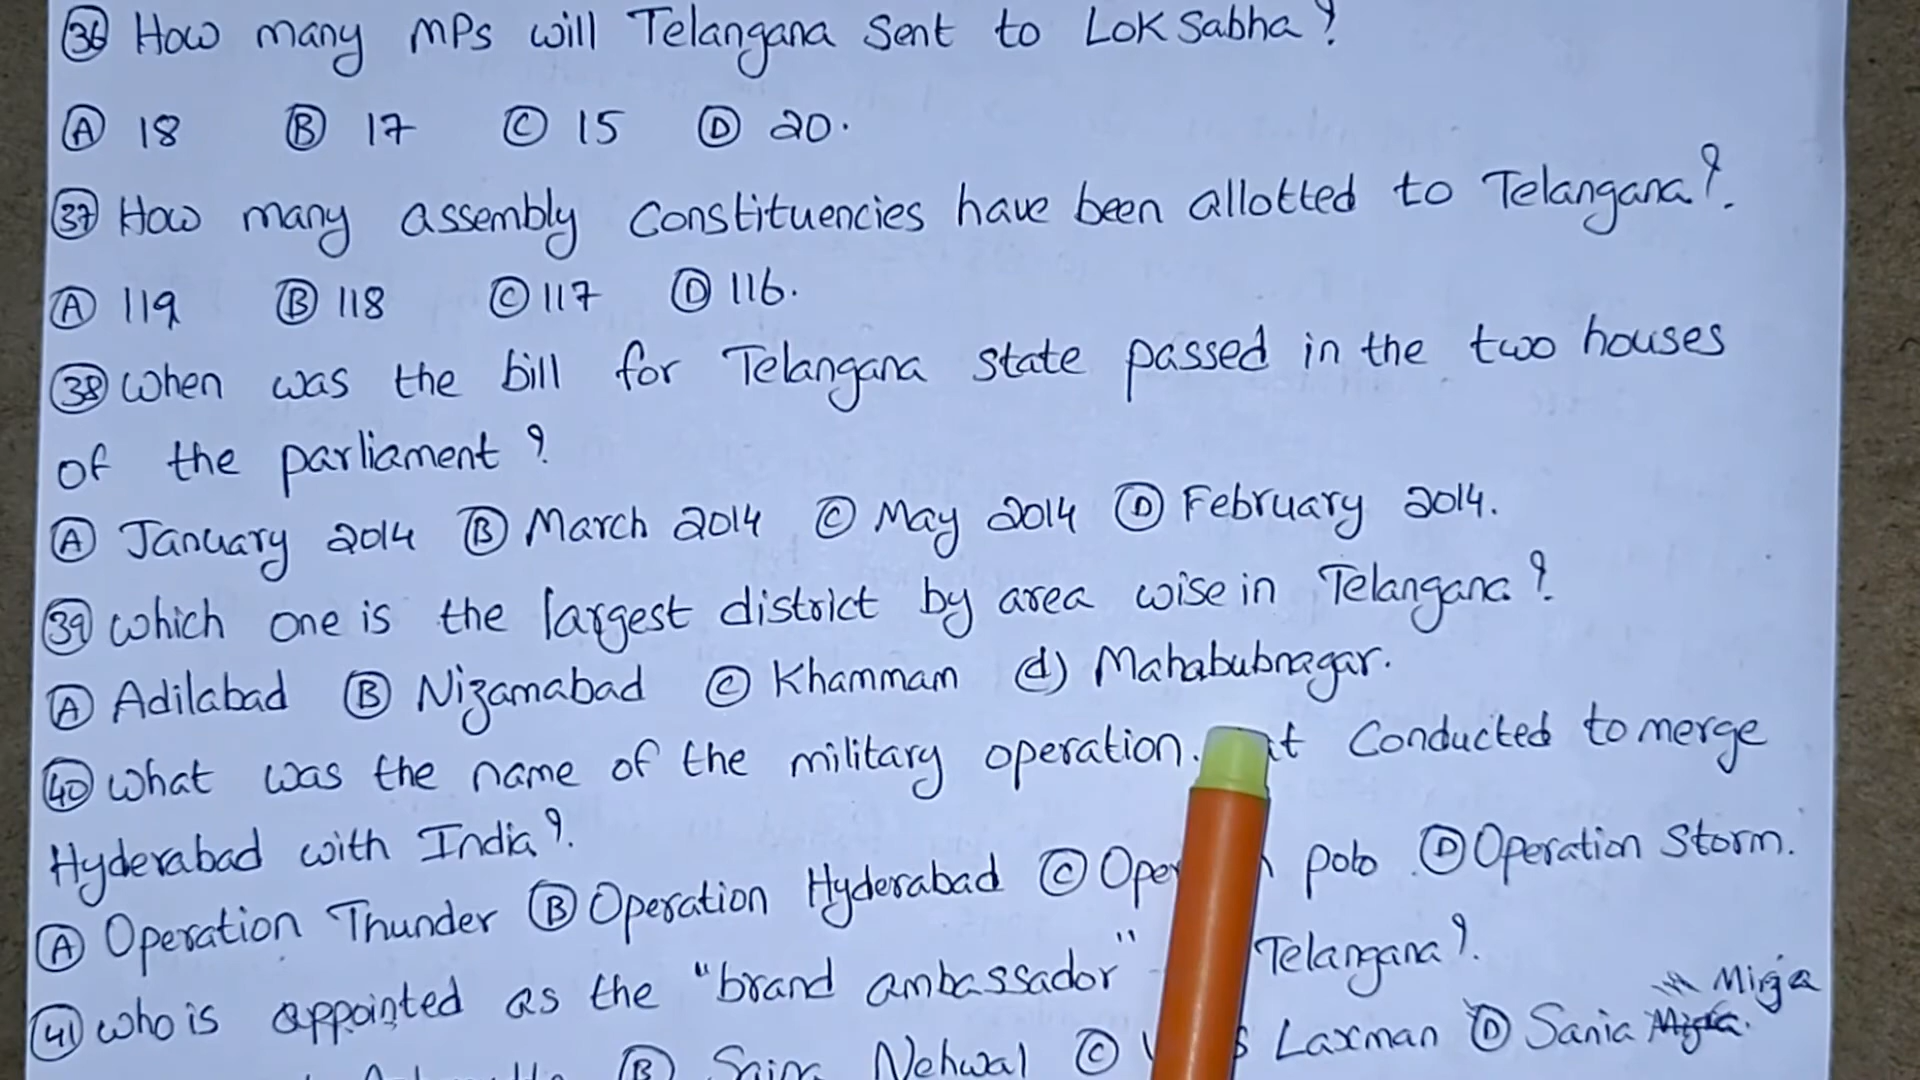 36 How many MPs will Telangana sent to Lok Sabha?
A 18 B 17 C 15 D 20.
37 How many assembly constituencies have been allotted to Telangana?.
A 119 B 118 C 117 D 116.
38 When was the bill for Telangana state passed in the two houses
of the parliament?
A January 2014 B March 2014 C May 2014 D February 2014.
39 Which one is the largest district by area wise in Telangana?
A Adilabad B Nizamabad C Khammam d) Mahabubnagar.
40 What was the name of the military operation. conducted to merge
Hyderabad with India?.
A Operation Thunder B Operation Hyderabad C polo D Operation Storm.
41 Who is appointed as the "brand ambassador" Telangana?.
Mirja
B Nehwal C Laxman D Sania